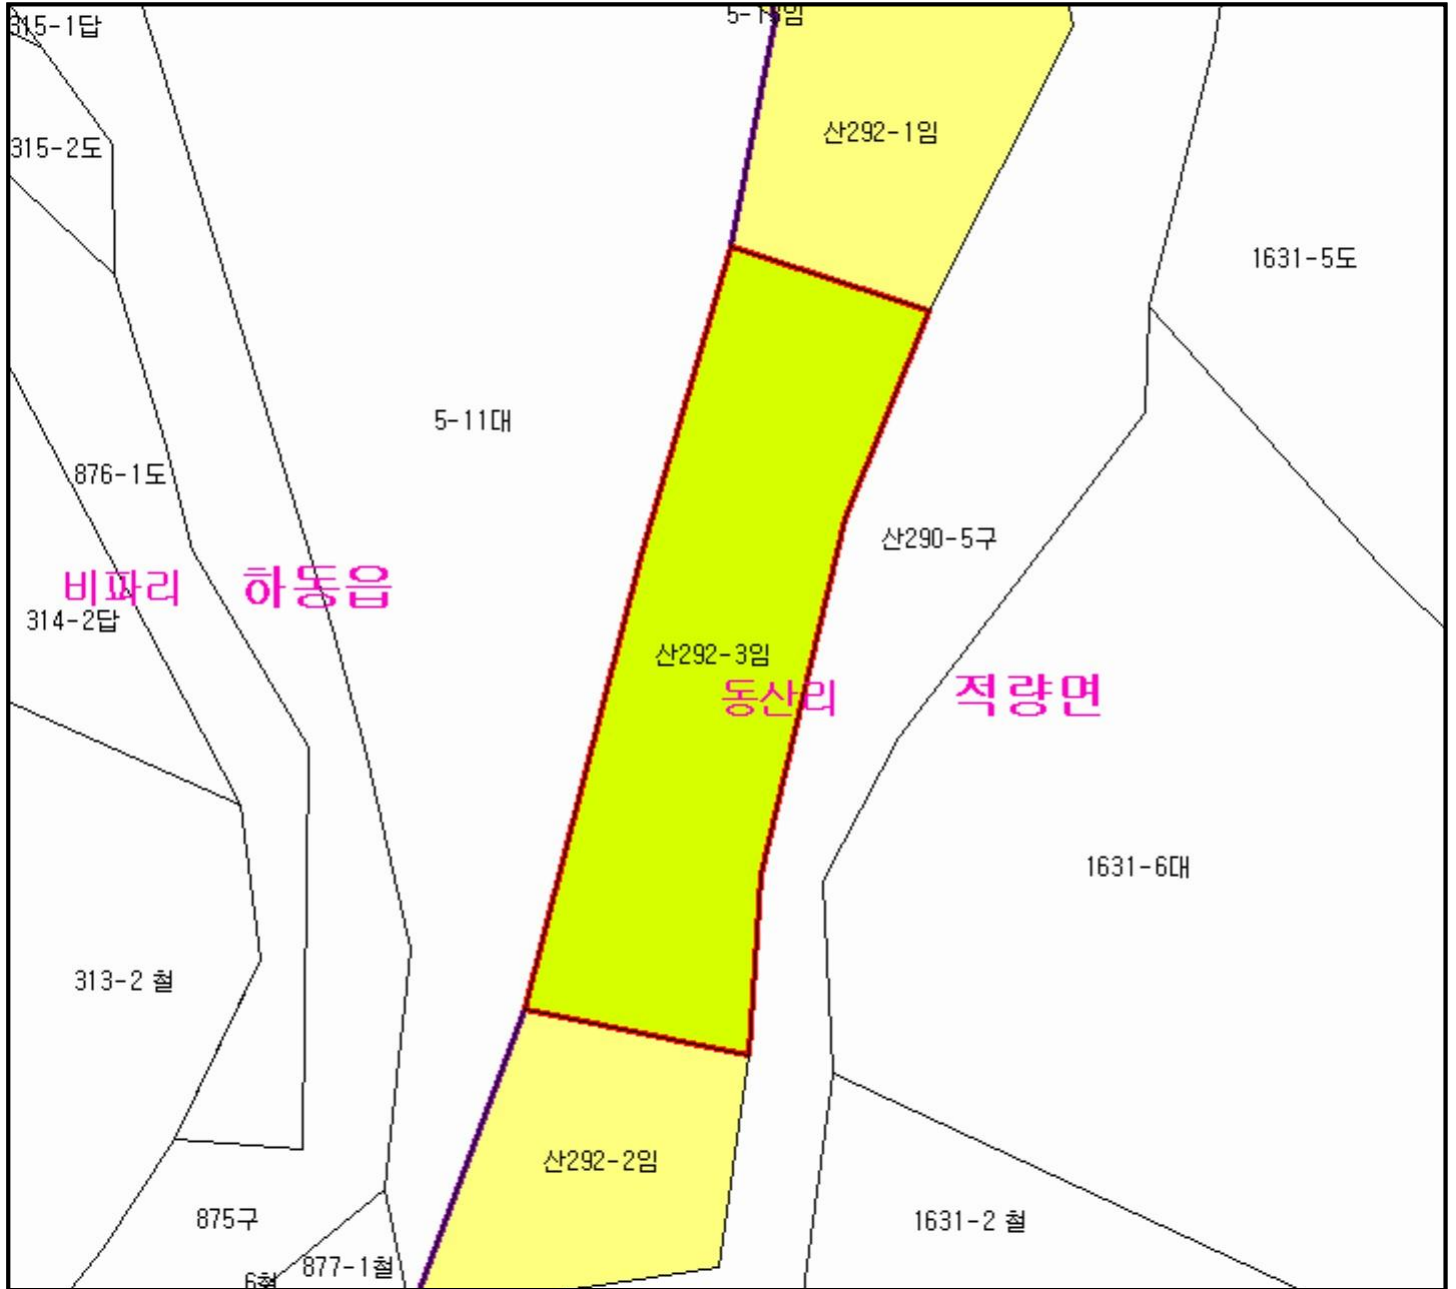 315-1답
5-1임
산292-1임
315-2도
1631-5도
5-11대
876-1도
산290-5구
비파리
하동읍
314-2답
산292-3임
동산리
적량면
1631-6대
313-2 철
산292-2임
875구
1631-2 철
877-1철
6철